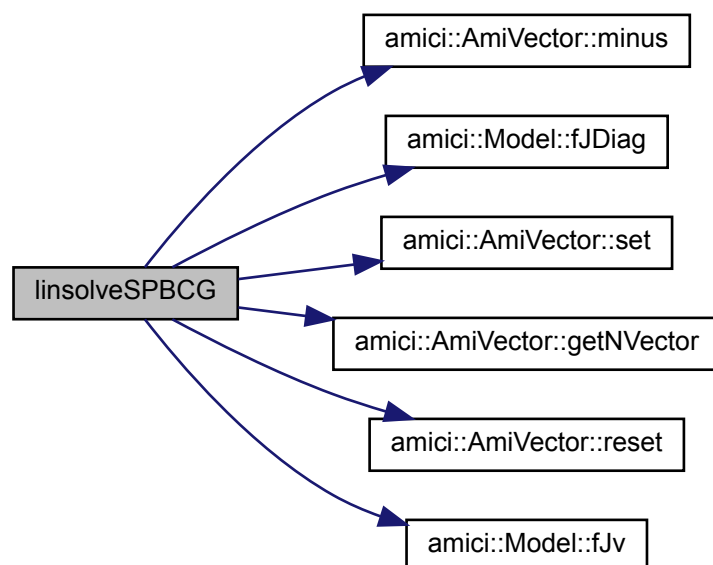 amici::AmiVector::minus
amici::Model::fJDiag
amici::AmiVector::set
linsolveSPBCG
amici::AmiVector::getNVector
amici::AmiVector::reset
amici::Model::fJv